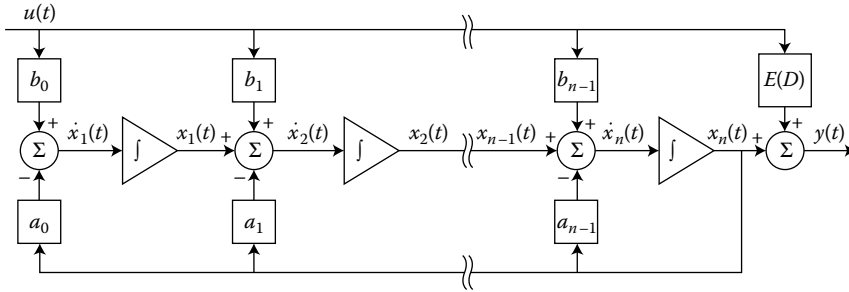 u(t)
b₀ b₁ bₙ₋₁ E(D)
+ + + +
ẋ₁(t) x₁(t) + ẋ₂(t) x₂(t) xₙ₋₁(t) + ẋₙ(t) xₙ(t) + y(t)
Σ ∫ Σ ∫ Σ ∫ Σ
− − −
a₀ a₁ aₙ₋₁